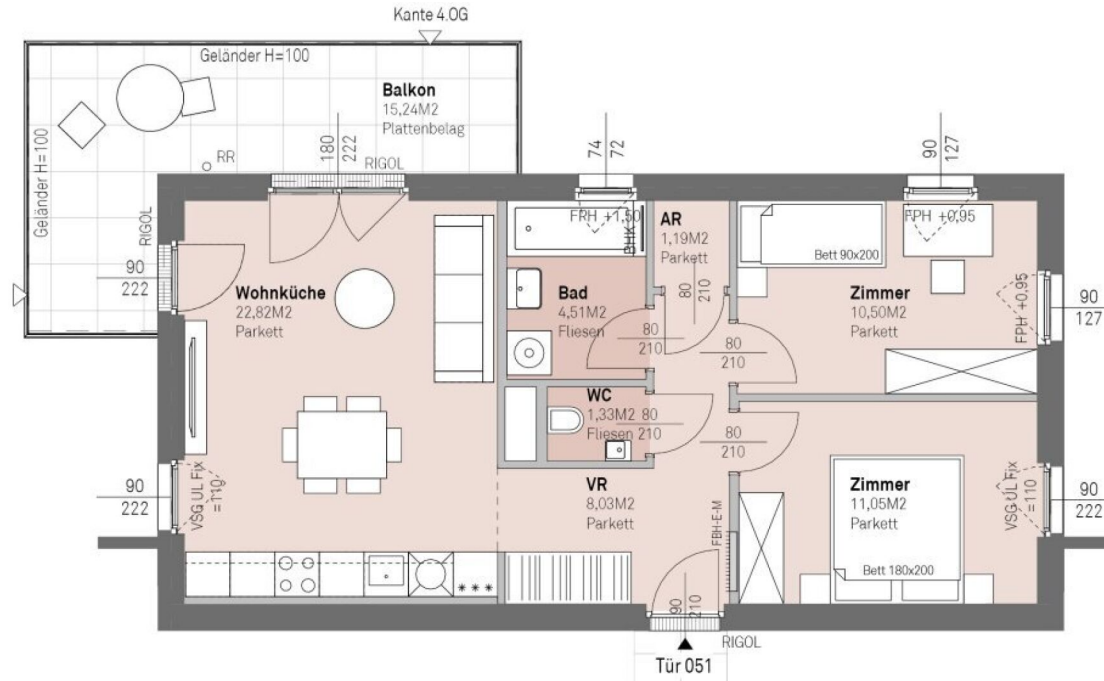 Kante 4.OG
Geländer H=100
Balkon
15,24M2
Plattenbelag
Geländer H=100
RR
180
222
RIGOL
74
72
90
127
RIGOL
FRH +1,50
BHK
AR
1,19M2
Parkett
FPH +0,95
Bett 90x200
90
222
Wohnküche
22,82M2
Parkett
Bad
4,51M2
Fliesen
80
210
Zimmer
10,50M2
Parkett
FPH +0,95
90
127
80
210
80
210
WC
1,33M2
Fliesen
80
210
80
210
90
222
VSG UL Fix
=110
VR
8,03M2
Parkett
FBH-E-M
Zimmer
11,05M2
Parkett
VSG UL Fix
=110
90
222
Bett 180x200
90
210
RIGOL
Tür 051